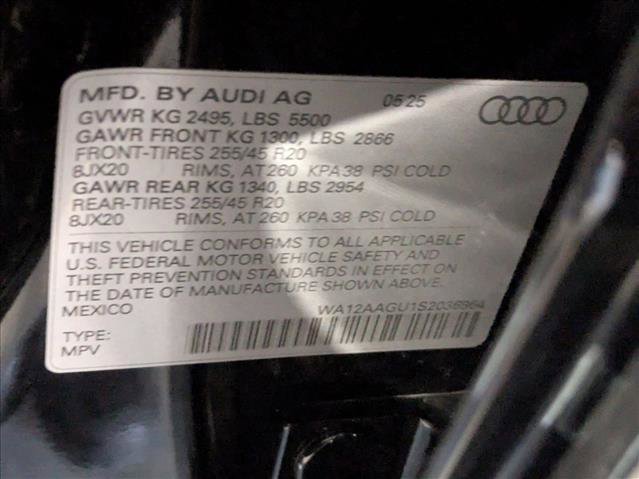 MFD. BY AUDI AG 05 25
GVWR KG 2495, LBS 5500
GAWR FRONT KG 1300, LBS 2866
FRONT-TIRES 255/45 R20
8JX20 RIMS, AT 260 KPA 38 PSI COLD
GAWR REAR KG 1340, LBS 2954
REAR-TIRES 255/45 R20
8JX20 RIMS, AT 260 KPA 38 PSI COLD
THIS VEHICLE CONFORMS TO ALL APPLICABLE
U.S. FEDERAL MOTOR VEHICLE SAFETY AND
THEFT PREVENTION STANDARDS IN EFFECT ON
THE DATE OF MANUFACTURE SHOWN ABOVE.
MEXICO
TYPE:
MPV